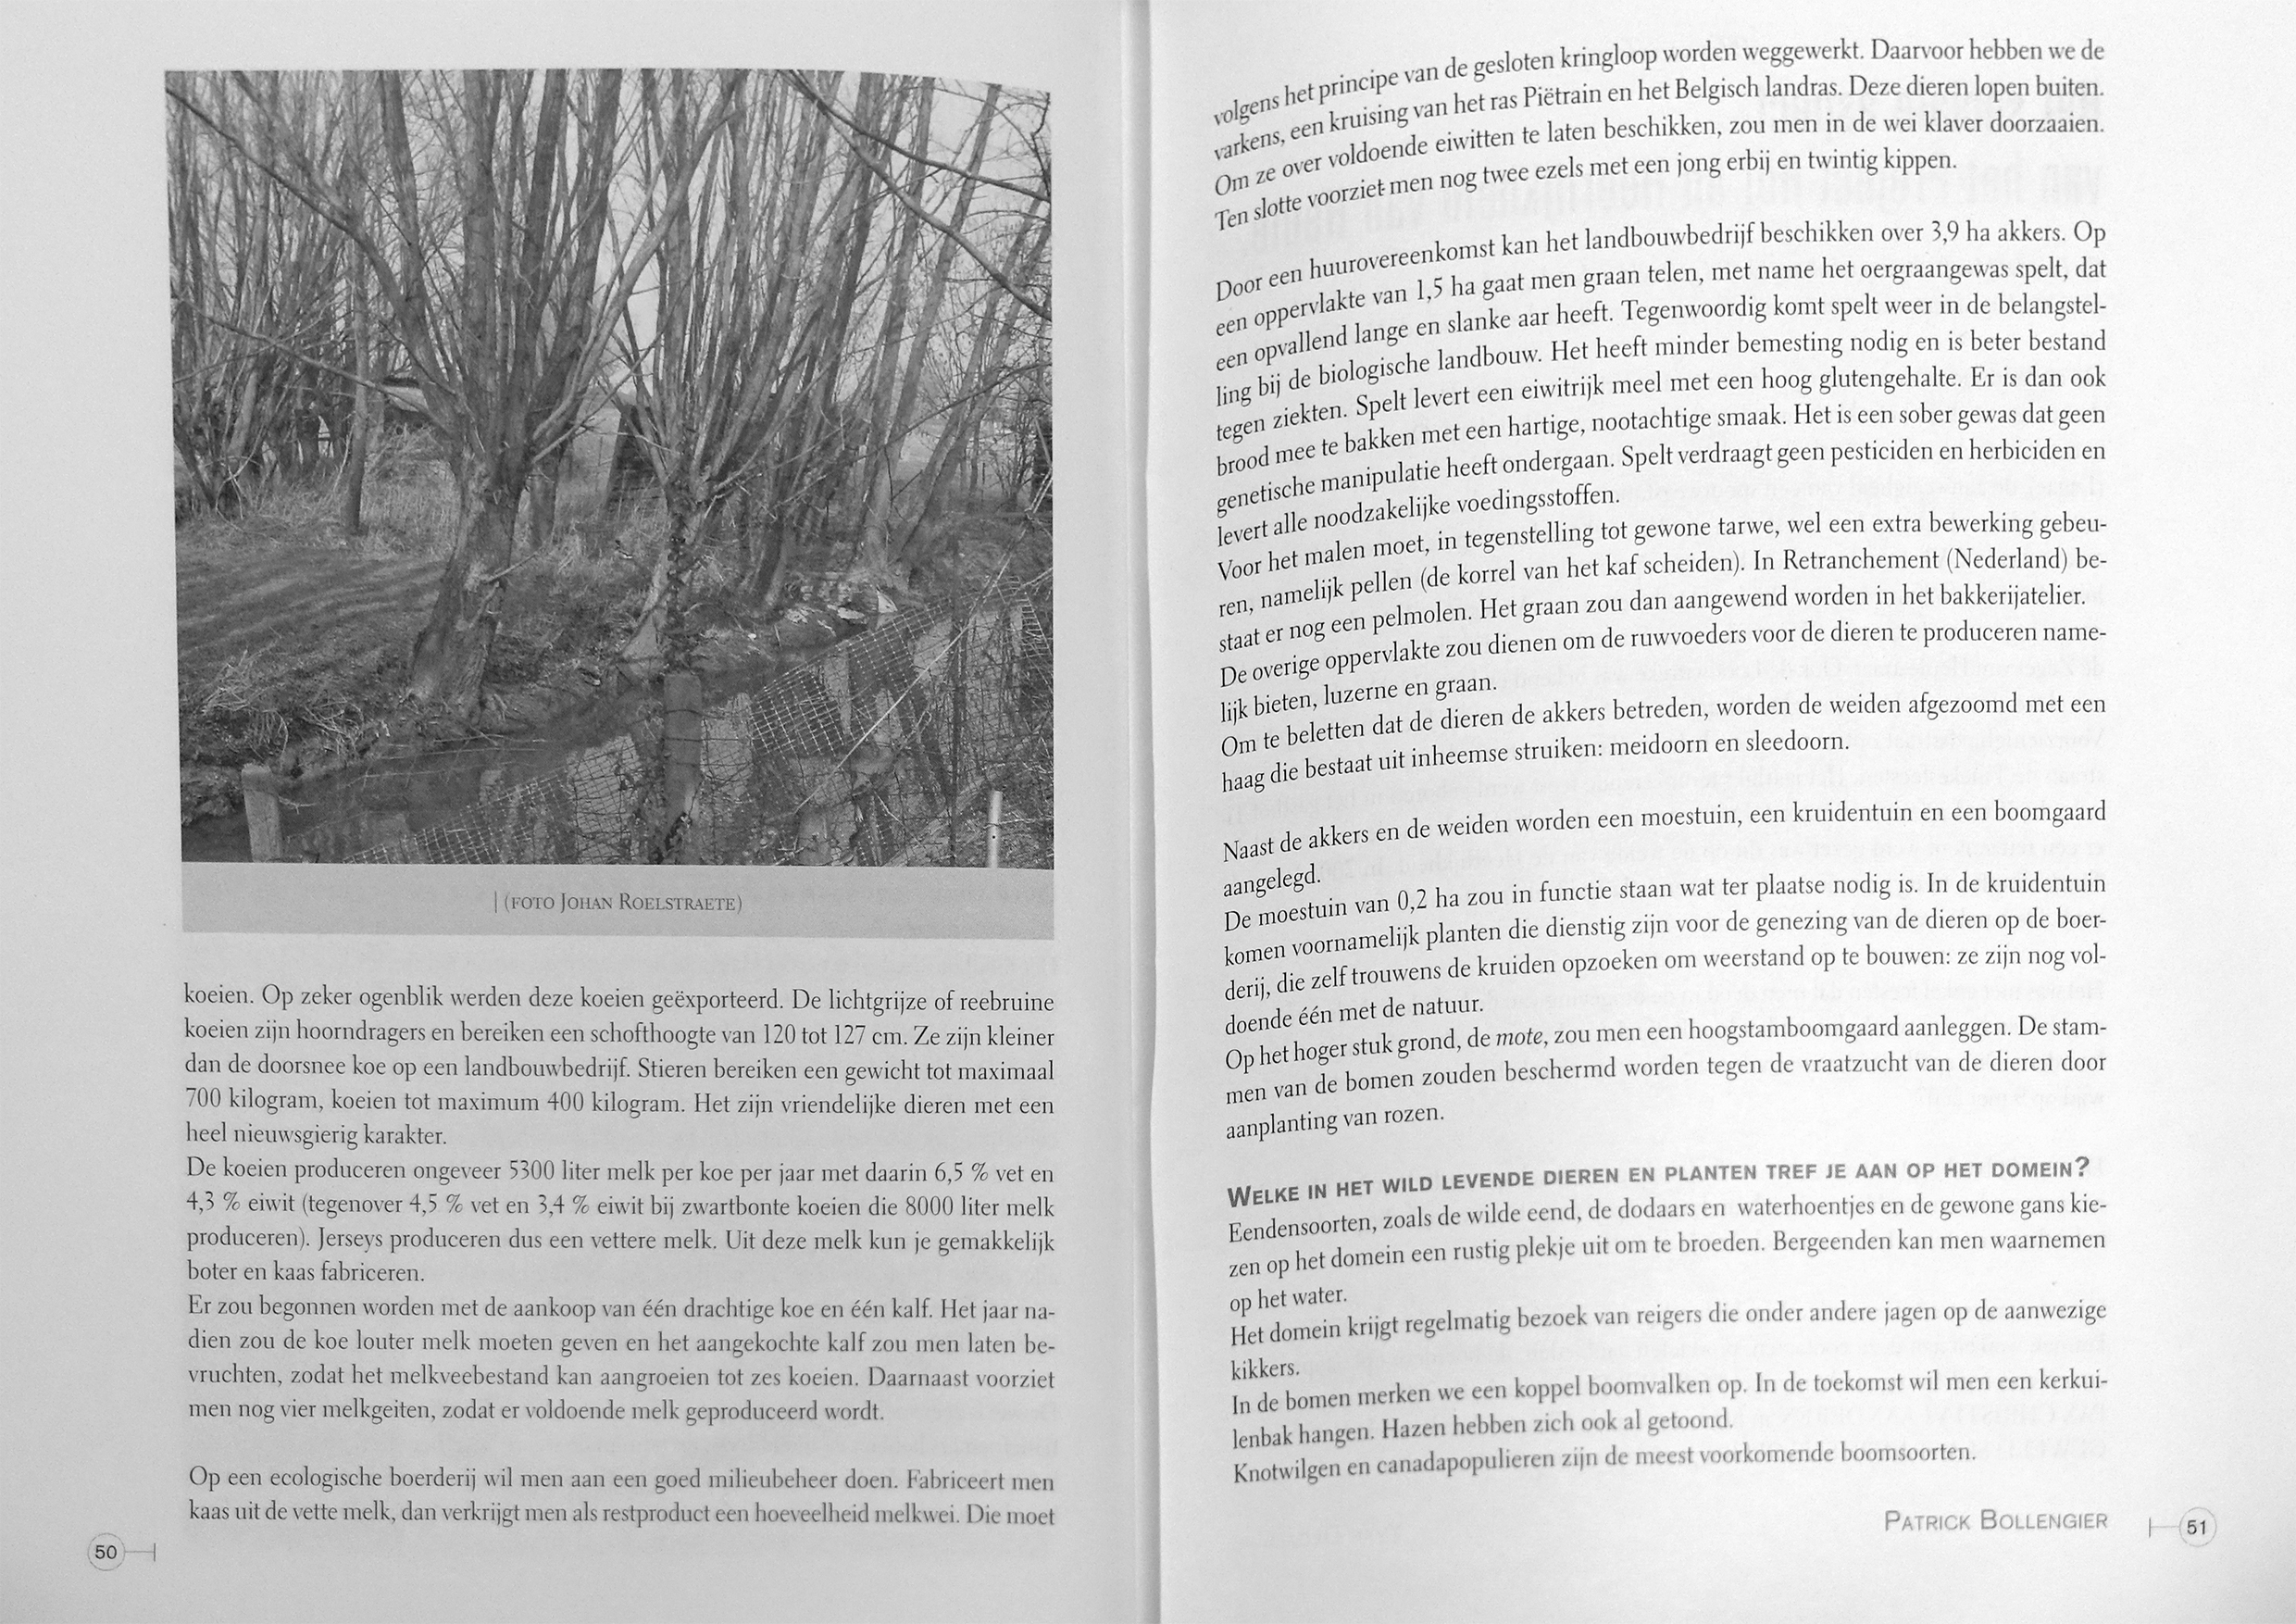 | (FOTO JOHAN ROELSTRAETE)
koeien. Op zeker ogenblik werden deze koeien geëxporteerd. De lichtgrijze of reebruine
koeien zijn hoorndragers en bereiken een schofthoogte van 120 tot 127 cm. Ze zijn kleiner
dan de doorsnee koe op een landbouwbedrijf. Stieren bereiken een gewicht tot maximaal
700 kilogram, koeien tot maximum 400 kilogram. Het zijn vriendelijke dieren met een
heel nieuwsgierig karakter.
De koeien produceren ongeveer 5300 liter melk per koe per jaar met daarin 6,5 % vet en
4,3 % eiwit (tegenover 4,5 % vet en 3,4 % eiwit bij zwartbonte koeien die 8000 liter melk
produceren). Jerseys produceren dus een vettere melk. Uit deze melk kun je gemakkelijk
boter en kaas fabriceren.
Er zou begonnen worden met de aankoop van één drachtige koe en één kalf. Het jaar na-
dien zou de koe louter melk moeten geven en het aangekochte kalf zou men laten be-
vruchten, zodat het melkveebestand kan aangroeien tot zes koeien. Daarnaast voorziet
men nog vier melkgeiten, zodat er voldoende melk geproduceerd wordt.
Op een ecologische boerderij wil men aan een goed milieubeheer doen. Fabriceert men
kaas uit de vette melk, dan verkrijgt men als restproduct een hoeveelheid melkwei. Die moet
50
volgens het principe van de gesloten kringloop worden weggewerkt. Daarvoor hebben we de
varkens, een kruising van het ras Piëtrain en het Belgisch landras. Deze dieren lopen buiten.
Om ze over voldoende eiwitten te laten beschikken, zou men in de wei klaver doorzaaien.
Ten slotte voorziet men nog twee ezels met een jong erbij en twintig kippen.
Door een huurovereenkomst kan het landbouwbedrijf beschikken over 3,9 ha akkers. Op
een oppervlakte van 1,5 ha gaat men graan telen, met name het oergraangewas spelt, dat
een opvallend lange en slanke aar heeft. Tegenwoordig komt spelt weer in de belangstel-
ling bij de biologische landbouw. Het heeft minder bemesting nodig en is beter bestand
tegen ziekten. Spelt levert een eiwitrijk meel met een hoog glutengehalte. Er is dan ook
brood mee te bakken met een hartige, nootachtige smaak. Het is een sober gewas dat geen
genetische manipulatie heeft ondergaan. Spelt verdraagt geen pesticiden en herbiciden en
levert alle noodzakelijke voedingsstoffen.
Voor het malen moet, in tegenstelling tot gewone tarwe, wel een extra bewerking gebeu-
ren, namelijk pellen (de korrel van het kaf scheiden). In Retranchement (Nederland) be-
staat er nog een pelmolen. Het graan zou dan aangewend worden in het bakkerijatelier.
De overige oppervlakte zou dienen om de ruwvoeders voor de dieren te produceren name-
lijk bieten, luzerne en graan.
Om te beletten dat de dieren de akkers betreden, worden de weiden afgezoomd met een
haag die bestaat uit inheemse struiken: meidoorn en sleedoorn.
Naast de akkers en de weiden worden een moestuin, een kruidentuin en een boomgaard
aangelegd.
De moestuin van 0,2 ha zou in functie staan wat ter plaatse nodig is. In de kruidentuin
komen voornamelijk planten die dienstig zijn voor de genezing van de dieren op de boer-
derij, die zelf trouwens de kruiden opzoeken om weerstand op te bouwen: ze zijn nog vol-
doende één met de natuur.
Op het hoger stuk grond, de mote, zou men een hoogstamboomgaard aanleggen. De stam-
men van de bomen zouden beschermd worden tegen de vraatzucht van de dieren door
aanplanting van rozen.
WELKE IN HET WILD LEVENDE DIEREN EN PLANTEN TREF JE AAN OP HET DOMEIN?
Eendensoorten, zoals de wilde eend, de dodaars en waterhoentjes en de gewone gans kie-
zen op het domein een rustig plekje uit om te broeden. Bergeenden kan men waarnemen
op het water.
Het domein krijgt regelmatig bezoek van reigers die onder andere jagen op de aanwezige
kikkers.
In de bomen merken we een koppel boomvalken op. In de toekomst wil men een kerkui-
lenbak hangen. Hazen hebben zich ook al getoond.
Knotwilgen en canadapopulieren zijn de meest voorkomende boomsoorten.
PATRICK BOLLENGIER
51